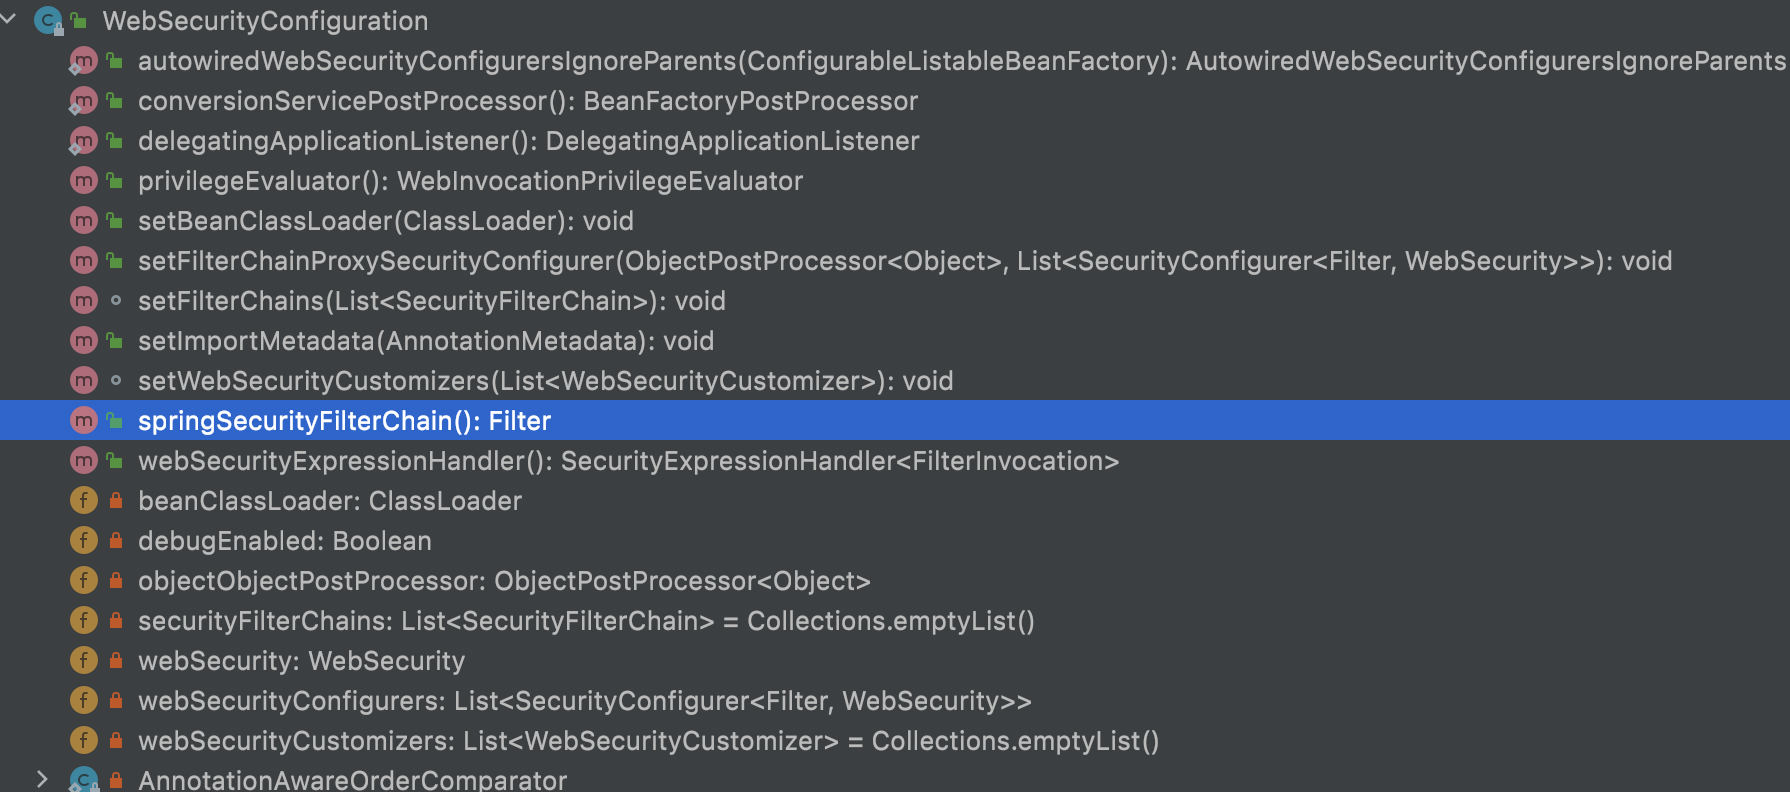 WebSecurityConfiguration
autowiredWebSecurityConfigurersIgnoreParents(ConfigurableListableBeanFactory): AutowiredWebSecurityConfigurersIgnoreParents
conversionServicePostProcessor(): BeanFactoryPostProcessor
delegatingApplicationListener(): DelegatingApplicationListener
privilegeEvaluator(): WebInvocationPrivilegeEvaluator
setBeanClassLoader(ClassLoader): void
setFilterChainProxySecurityConfigurer(ObjectPostProcessor<Object>, List<SecurityConfigurer<Filter, WebSecurity>>): void
setFilterChains(List<SecurityFilterChain>): void
setImportMetadata(AnnotationMetadata): void
setWebSecurityCustomizers(List<WebSecurityCustomizer>): void
springSecurityFilterChain(): Filter
webSecurityExpressionHandler(): SecurityExpressionHandler<FilterInvocation>
beanClassLoader: ClassLoader
debugEnabled: Boolean
objectObjectPostProcessor: ObjectPostProcessor<Object>
securityFilterChains: List<SecurityFilterChain> = Collections.emptyList()
webSecurity: WebSecurity
webSecurityConfigurers: List<SecurityConfigurer<Filter, WebSecurity>>
webSecurityCustomizers: List<WebSecurityCustomizer> = Collections.emptyList()
AnnotationAwareOrderComparator